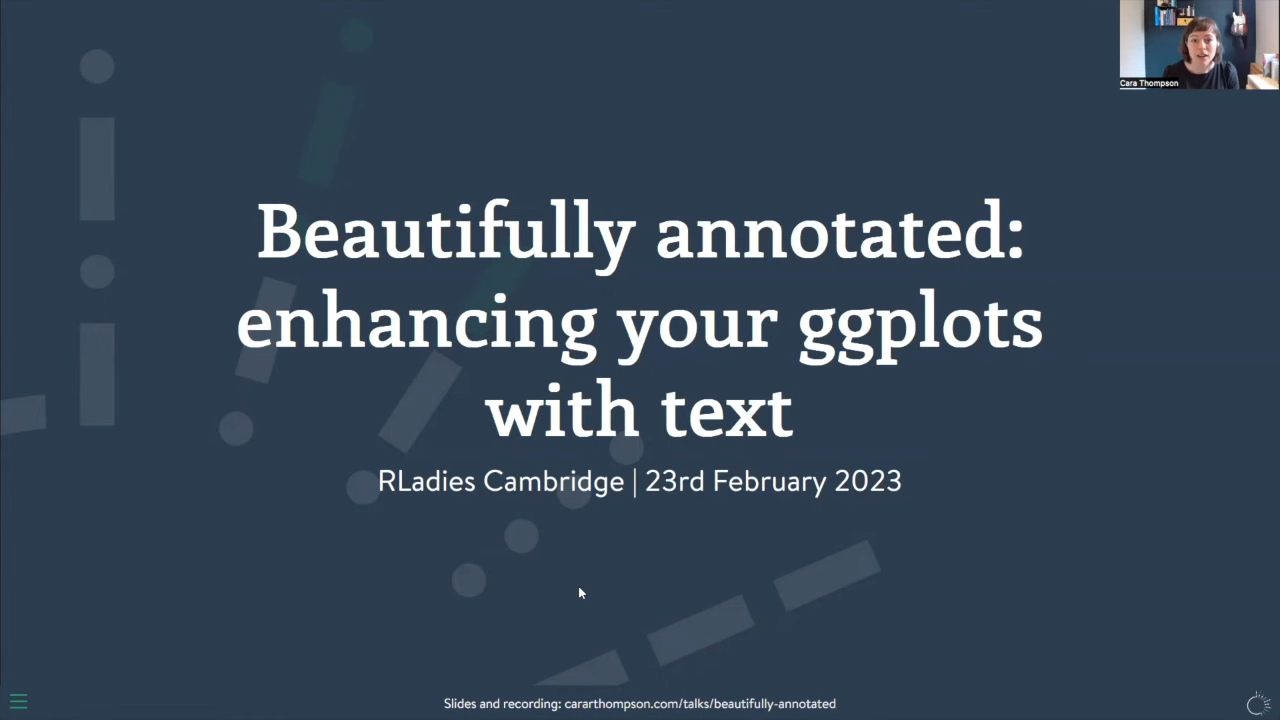 Cara Thompson
Beautifully annotated:
enhancing your ggplots
with text
RLadies Cambridge | 23rd February 2023
Slides and recording: cararthompson.com/talks/beautifully-annotated